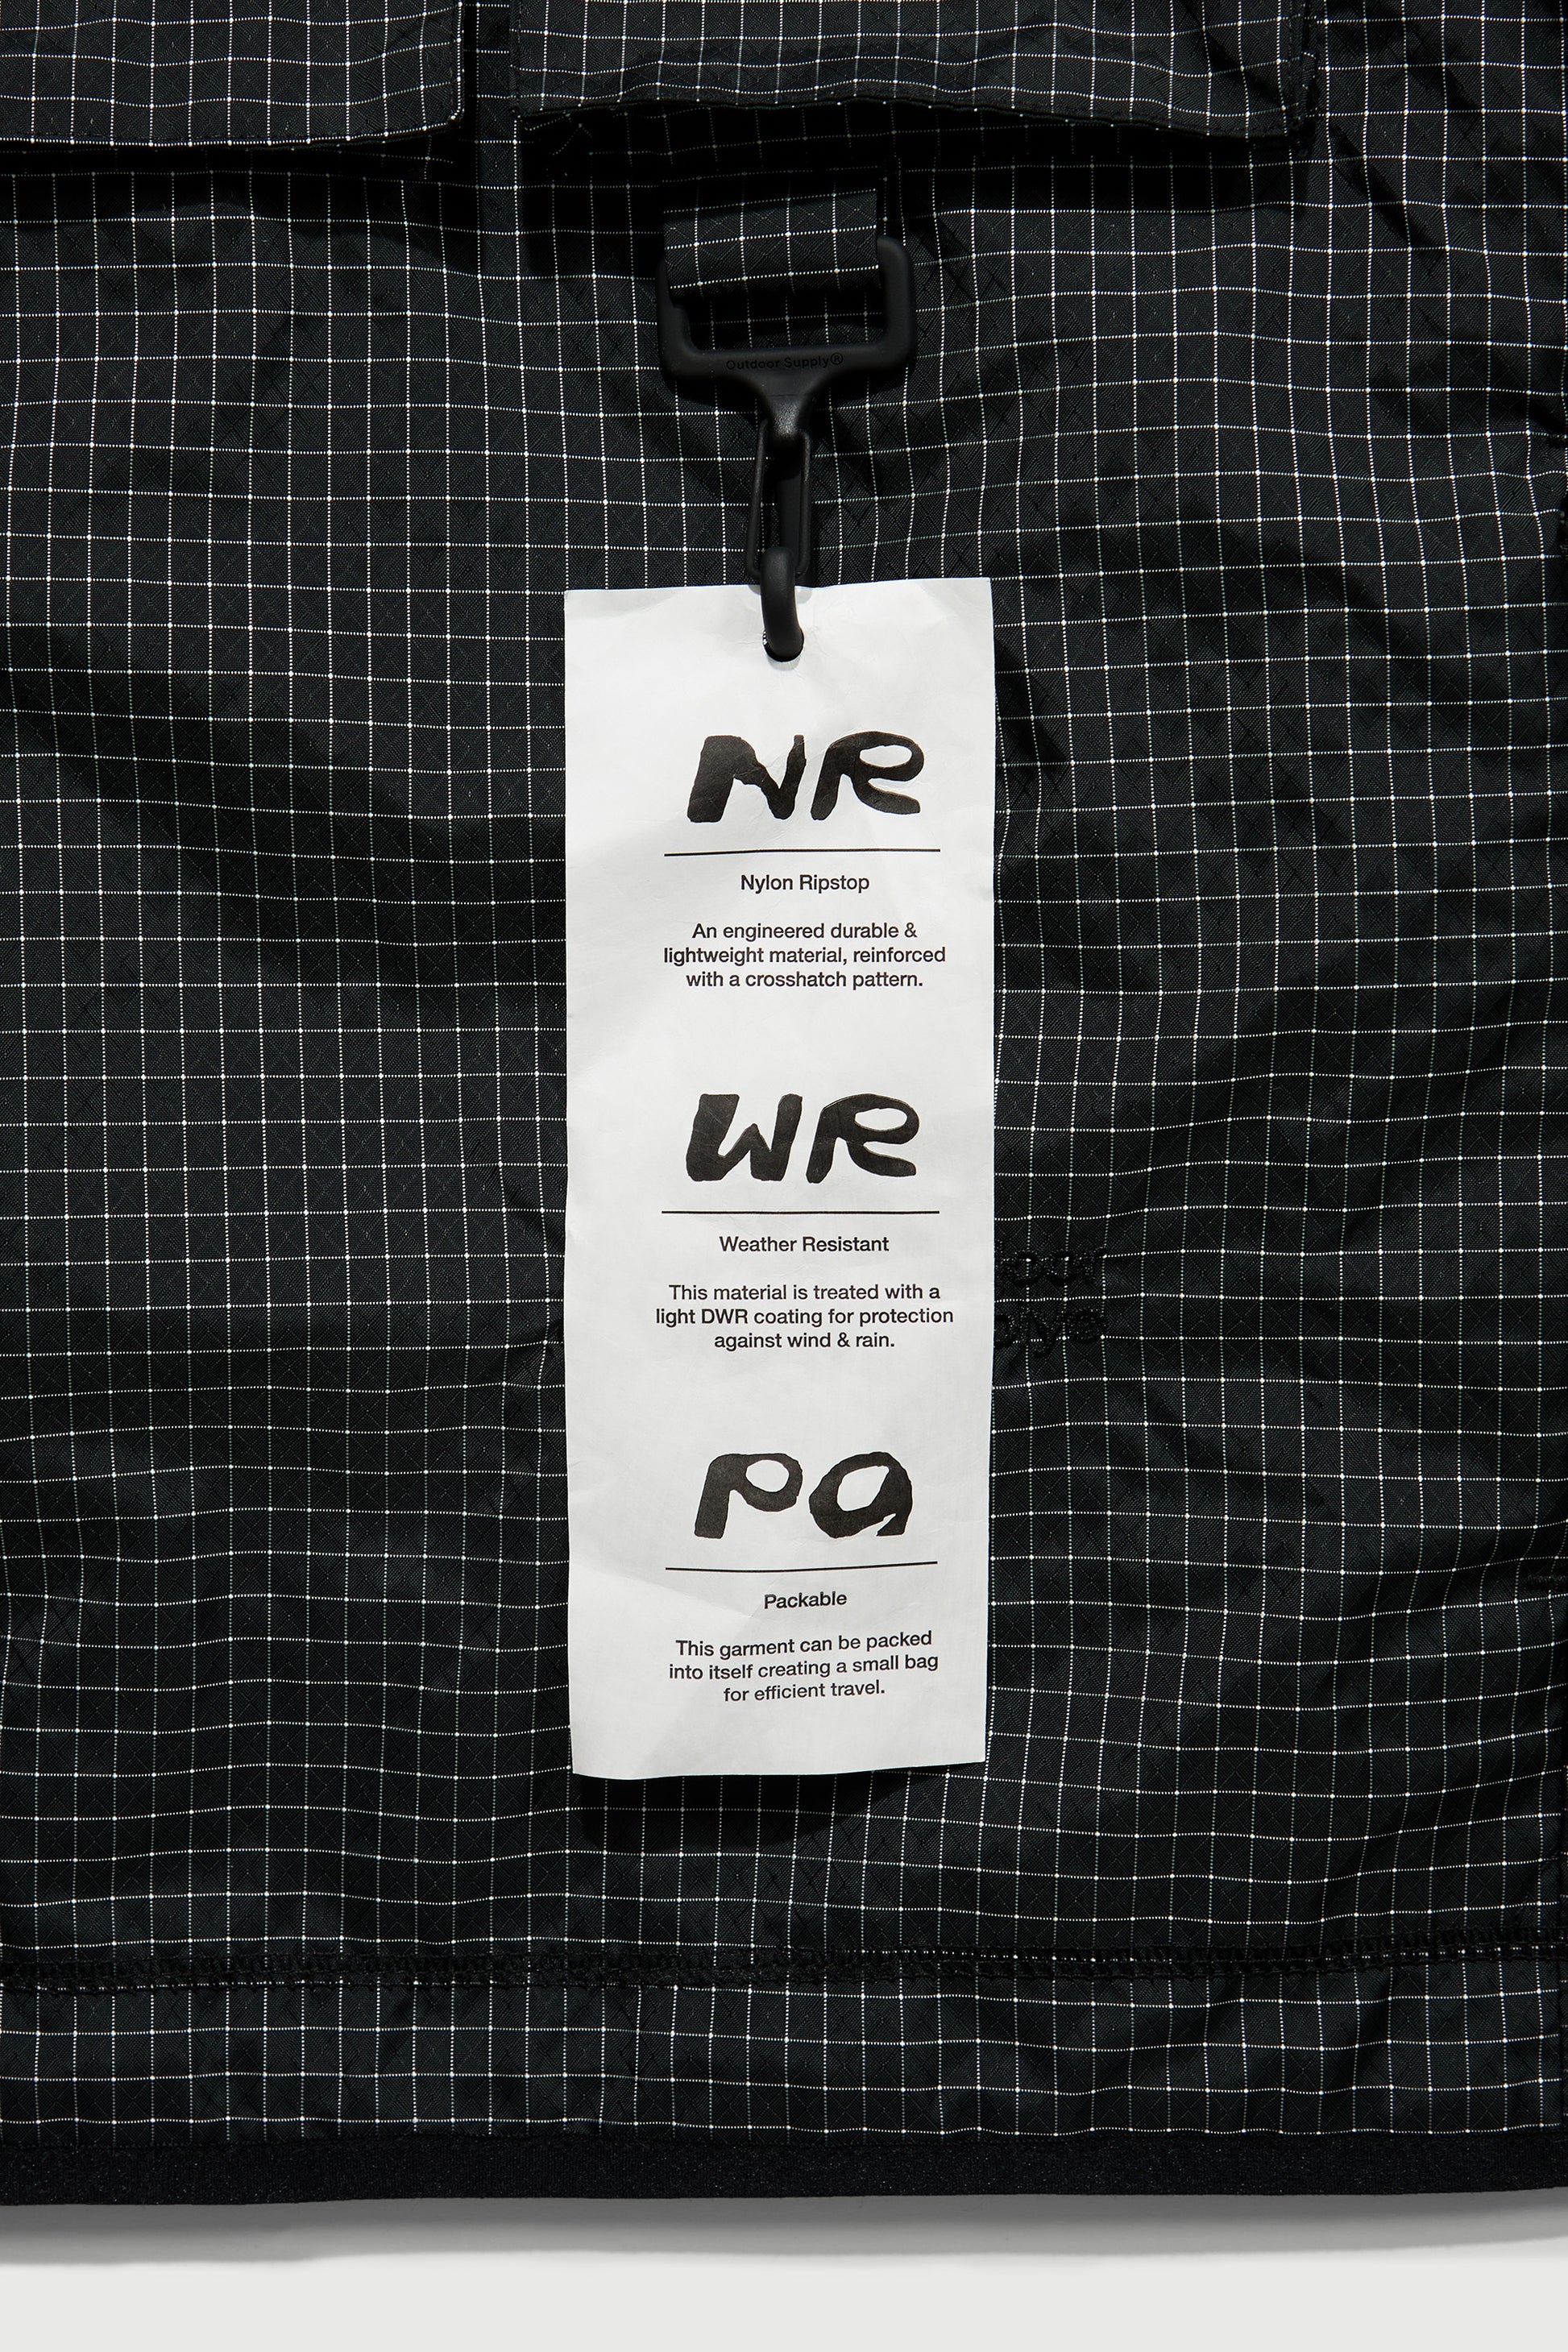 Outdoor Supply®
NR
Nylon Ripstop
An engineered durable &
lightweight material, reinforced
with a crosshatch pattern.
WR
Weather Resistant
This material is treated with a
light DWR coating for protection
against wind & rain.
Pa
Packable
This garment can be packed
into itself creating a small bag
for efficient travel.